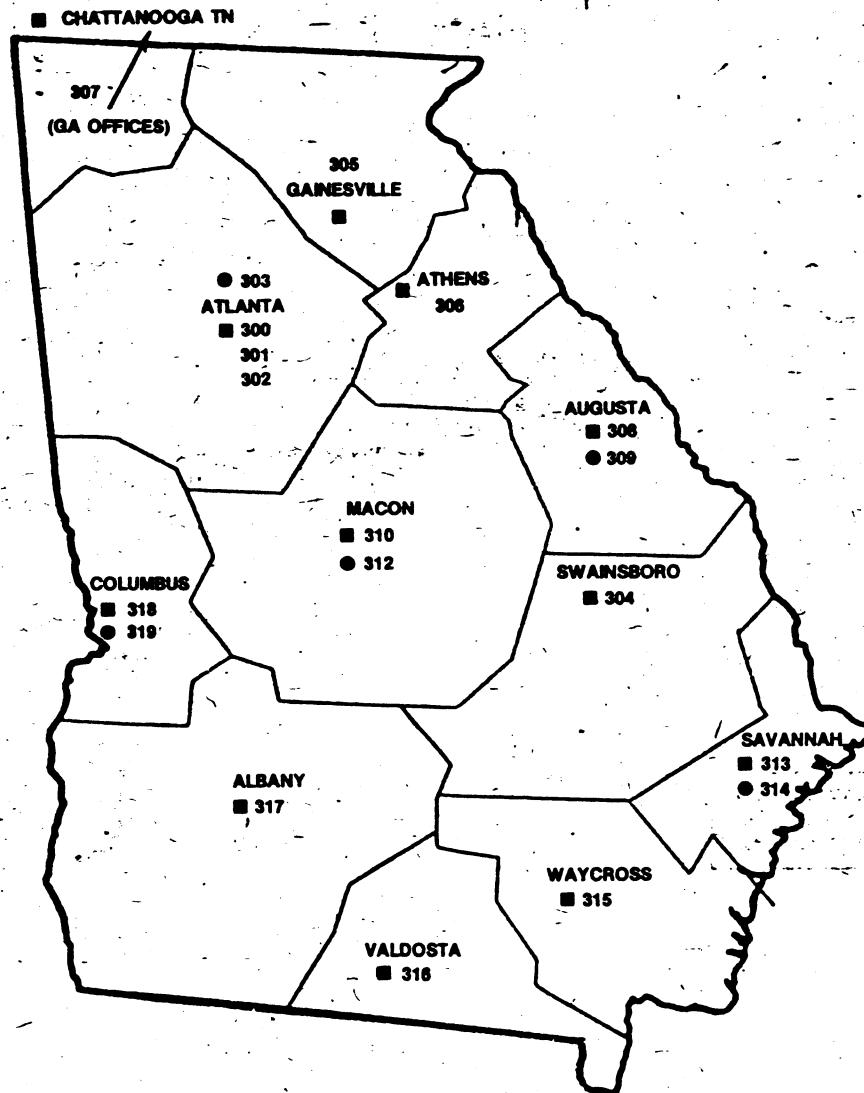 CHATTANOOGA TN
307
(GA OFFICES)
305
GAINESVILLE
303
ATLANTA
300
301
302
ATHENS
306
AUGUSTA
308
309
MACON
310
312
SWAINSBORO
304
COLUMBUS
318
319
SAVANNAH
313
314
ALBANY
317
WAYCROSS
315
VALDOSTA
316